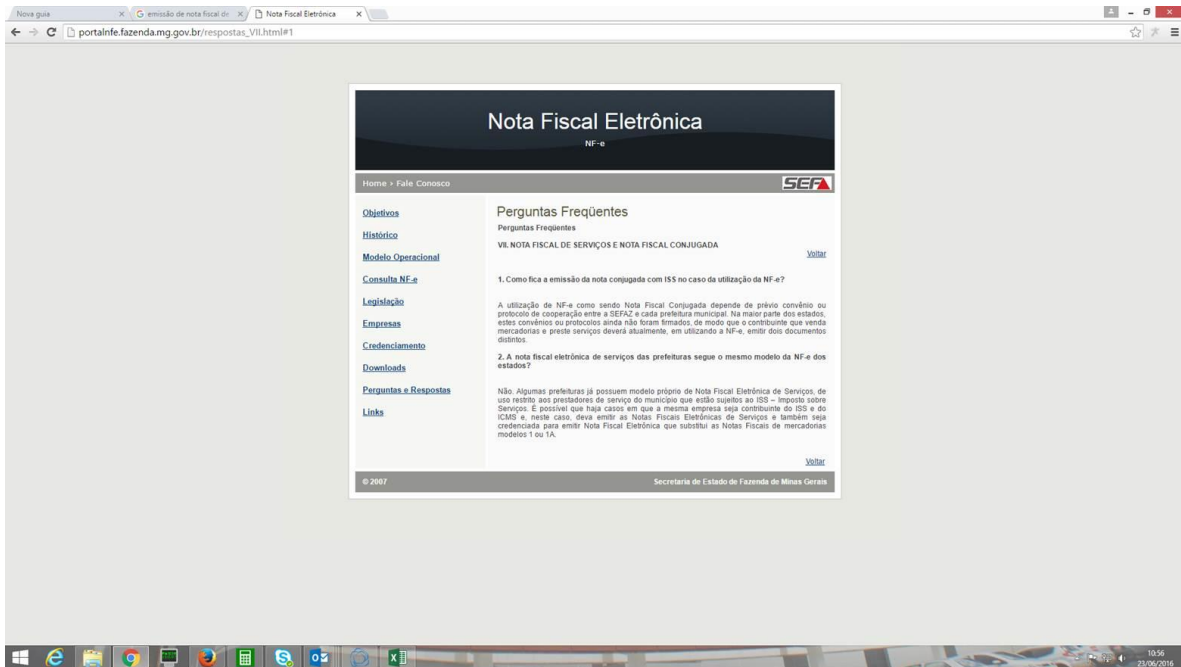 Nova guia
emissão de nota fiscal de
Nota Fiscal Eletrônica
portalnfe.fazenda.mg.gov.br/respostas_VII.html#1
Nota Fiscal Eletrônica
NF-e
Home › Fale Conosco
SEF
Objetivos
Histórico
Modelo Operacional
Consulta NF-e
Legislação
Empresas
Credenciamento
Downloads
Perguntas e Respostas
Links
Perguntas Freqüentes
Perguntas Freqüentes
VII. NOTA FISCAL DE SERVIÇOS E NOTA FISCAL CONJUGADA
Voltar
1. Como fica a emissão da nota conjugada com ISS no caso da utilização da NF-e?
A utilização de NF-e como sendo Nota Fiscal Conjugada depende de prévio convênio ou
protocolo de cooperação entre a SEFAZ e cada prefeitura municipal. Na maior parte dos estados,
estes convênios ou protocolos ainda não foram firmados, de modo que o contribuinte que venda
mercadorias e preste serviços deverá atualmente, em utilizando a NF-e, emitir dois documentos
distintos.
2. A nota fiscal eletrônica de serviços das prefeituras segue o mesmo modelo da NF-e dos
estados?
Não. Algumas prefeituras já possuem modelo próprio de Nota Fiscal Eletrônica de Serviços, de
uso restrito aos prestadores de serviço do município que estão sujeitos ao ISS – Imposto sobre
Serviços. É possível que haja casos em que a mesma empresa seja contribuinte do ISS e do
ICMS e, neste caso, deva emitir as Notas Fiscais Eletrônicas de Serviços e também seja
credenciada para emitir Nota Fiscal Eletrônica que substitui as Notas Fiscais de mercadorias
modelos 1 ou 1A.
Voltar
© 2007
Secretaria de Estado de Fazenda de Minas Gerais
10:56
23/06/2016